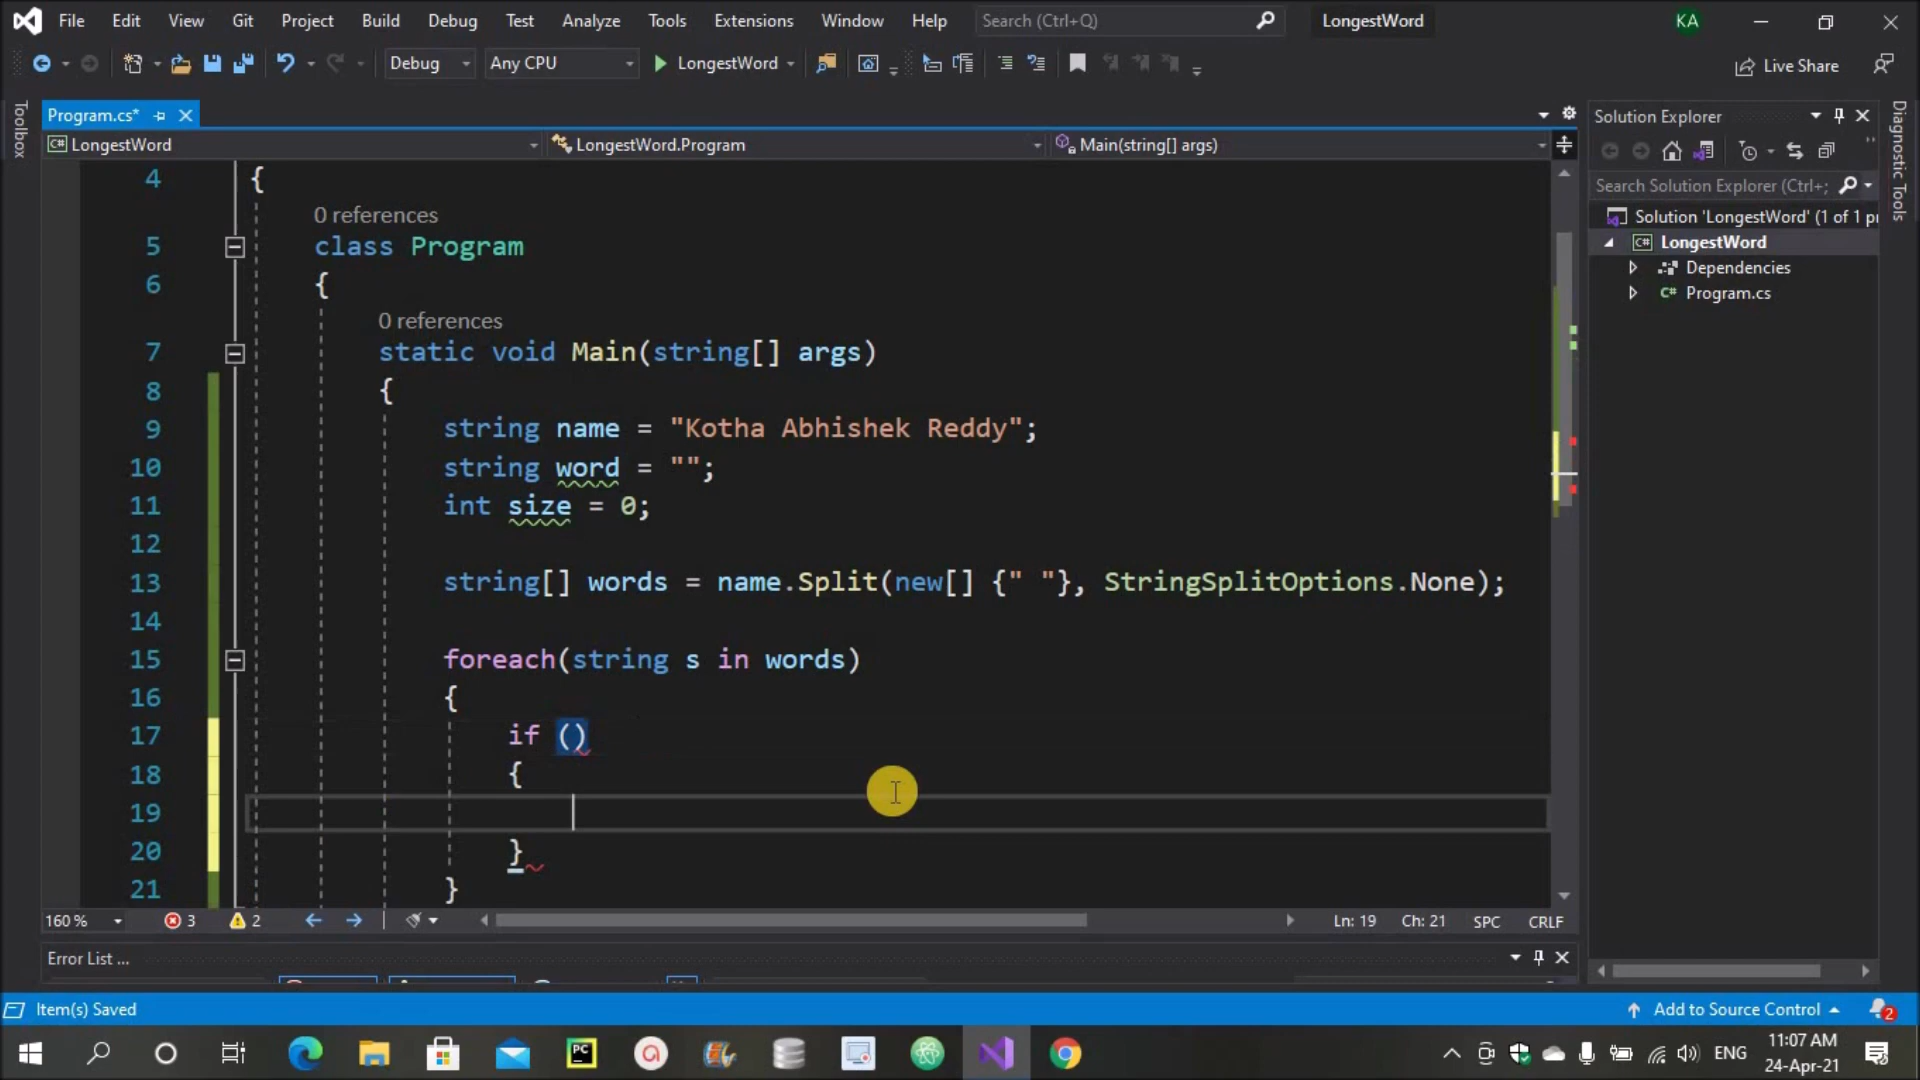 File Edit View Git Project Build Debug Test Analyze Tools Extensions Window Help Search (Ctrl+Q) LongestWord KA
Debug Any CPU LongestWord Live Share
Toolbox
Program.cs*
LongestWord LongestWord.Program Main(string[] args)
4 {
0 references
5 class Program
6 {
0 references
7 static void Main(string[] args)
8 {
9 string name = "Kotha Abhishek Reddy";
10 string word = "";
11 int size = 0;
12
13 string[] words = name.Split(new[] {" "}, StringSplitOptions.None);
14
15 foreach(string s in words)
16 {
17 if ()
18 {
19
20 }
21 }
160 % 3 2 Ln: 19 Ch: 21 SPC CRLF
Error List ...
Solution Explorer
Search Solution Explorer (Ctrl+;
Solution 'LongestWord' (1 of 1 pr
C# LongestWord
Dependencies
C# Program.cs
Diagnostic Tools
Item(s) Saved Add to Source Control 2
PC
ENG 11:07 AM
24-Apr-21